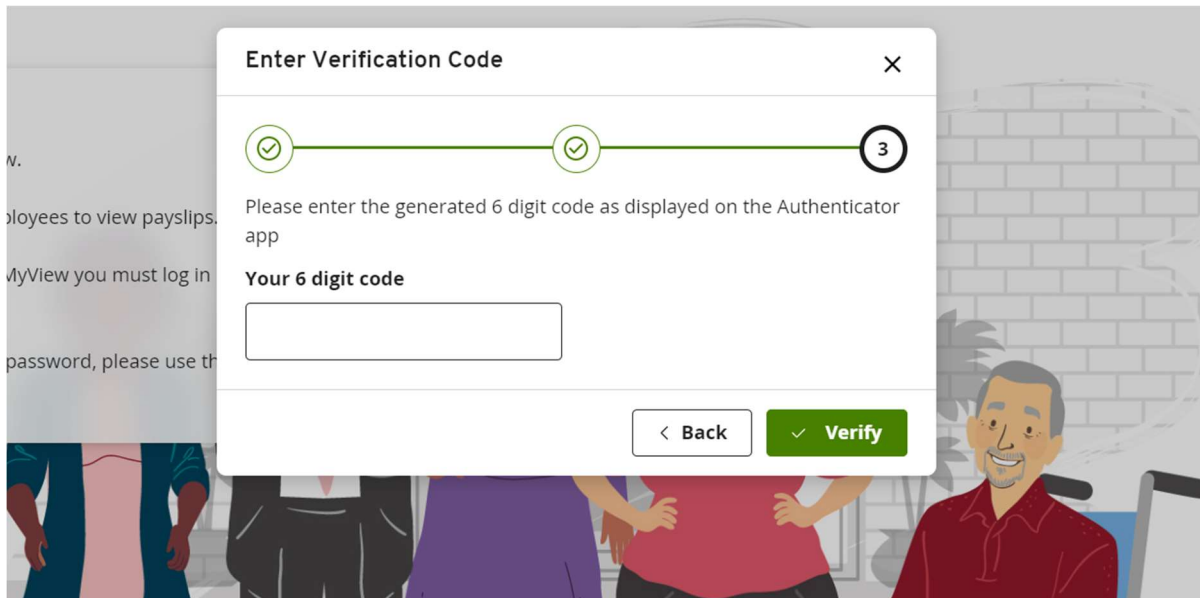 Enter Verification Code
3
w.
ployees to view payslips.
Please enter the generated 6 digit code as displayed on the Authenticator
app
MyView you must log in
Your 6 digit code
password, please use th
Back
Verify